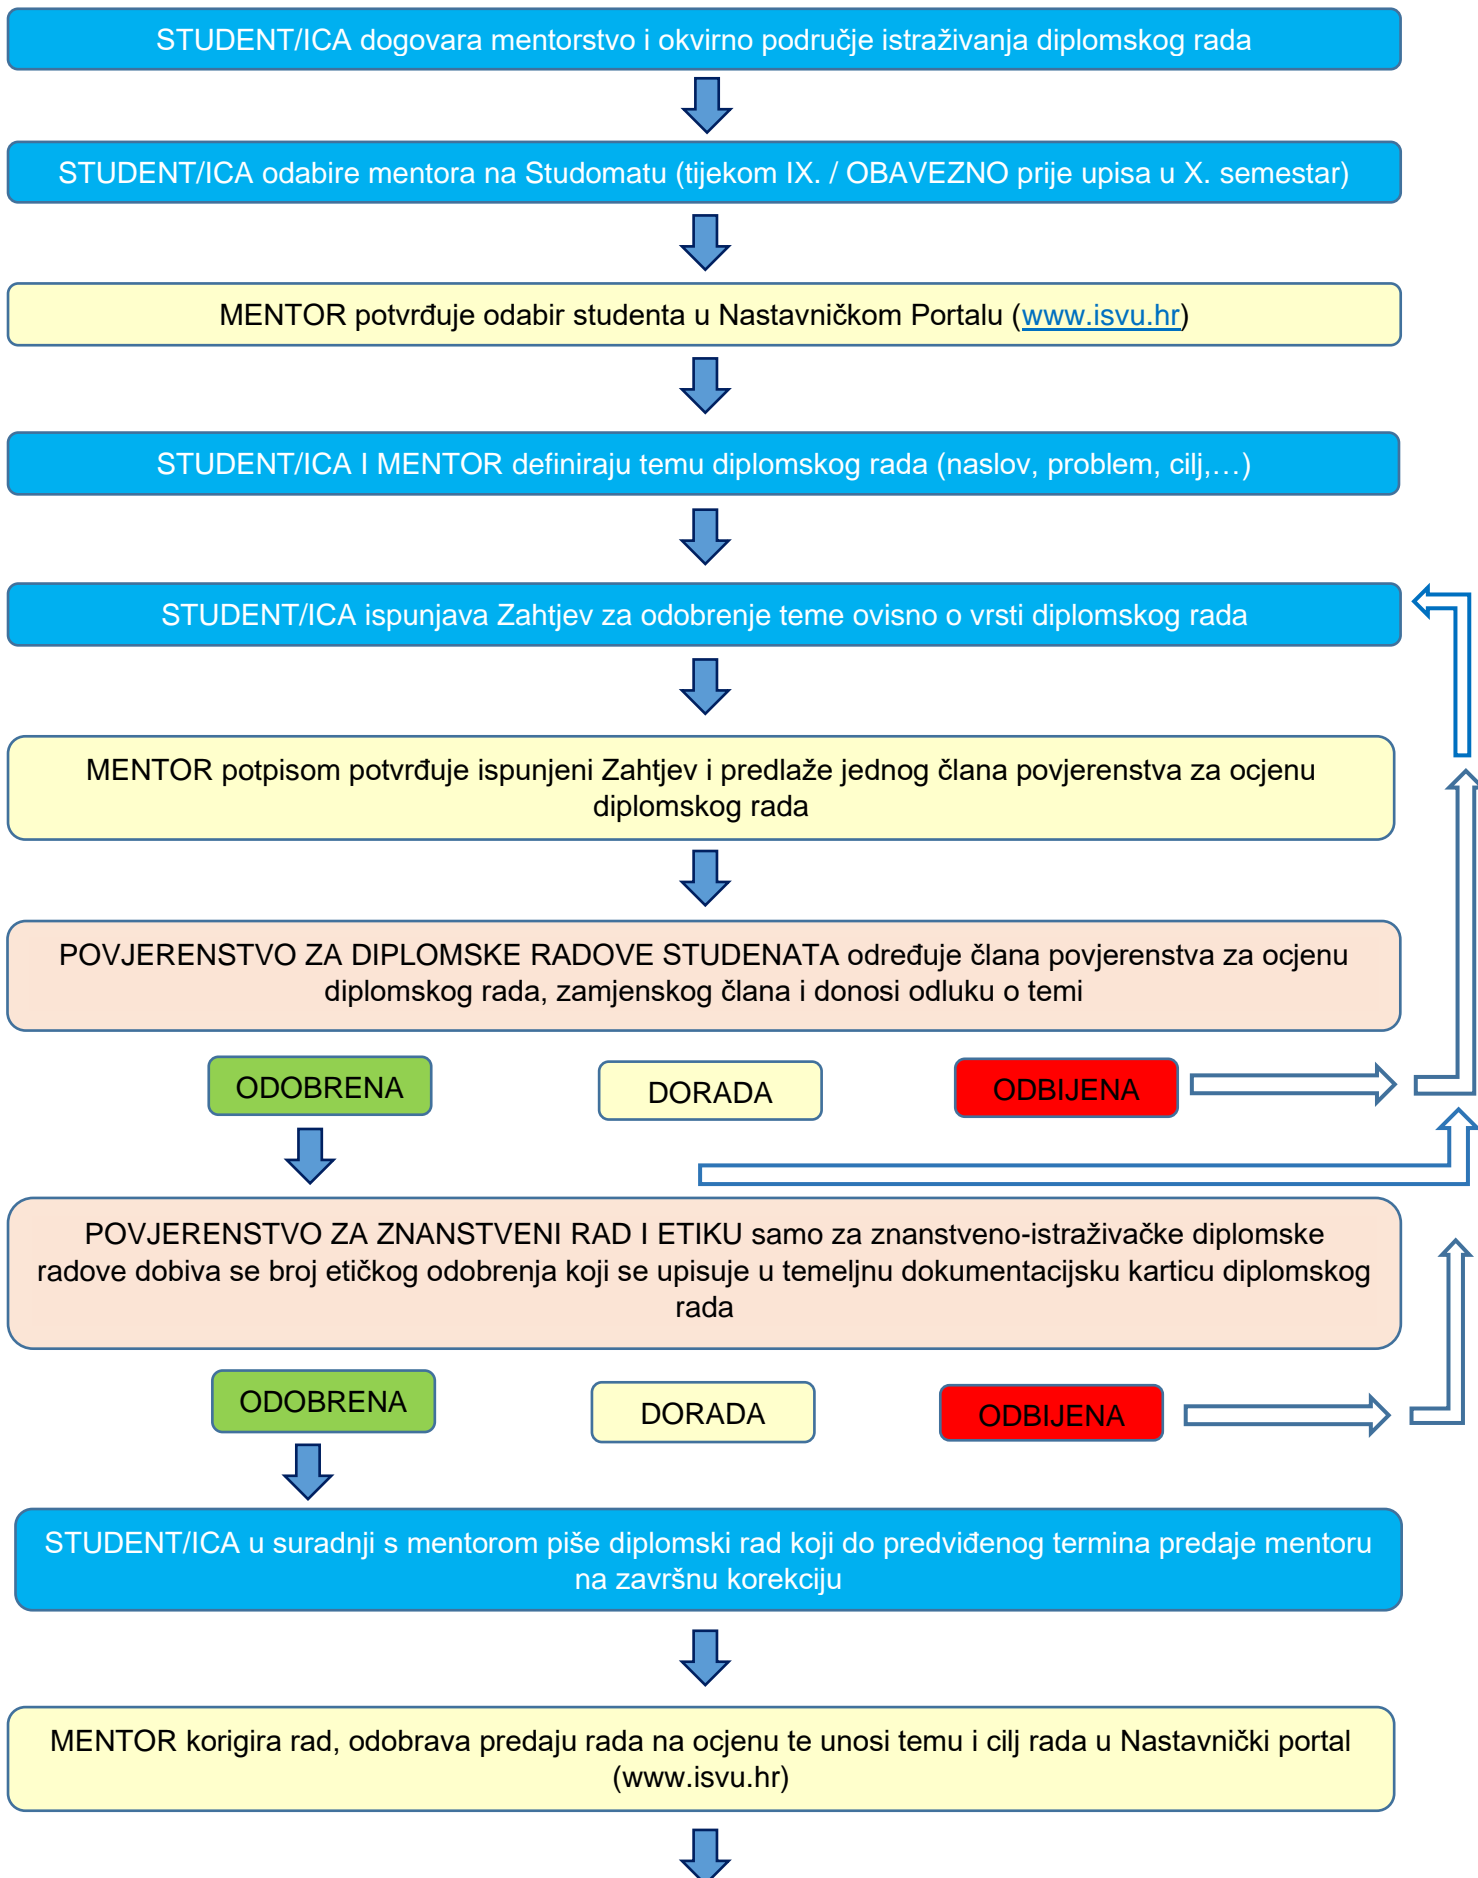 STUDENT/ICA dogovara mentorstvo i okvirno područje istraživanja diplomskog rada
STUDENT/ICA odabire mentora na Studomatu (tijekom IX. / OBAVEZNO prije upisa u X. semestar)
MENTOR potvrđuje odabir studenta u Nastavničkom Portalu (www.isvu.hr)
STUDENT/ICA I MENTOR definiraju temu diplomskog rada (naslov, problem, cilj,…)
STUDENT/ICA ispunjava Zahtjev za odobrenje teme ovisno o vrsti diplomskog rada
MENTOR potpisom potvrđuje ispunjeni Zahtjev i predlaže jednog člana povjerenstva za ocjenu
diplomskog rada
POVJERENSTVO ZA DIPLOMSKE RADOVE STUDENATA određuje člana povjerenstva za ocjenu
diplomskog rada, zamjenskog člana i donosi odluku o temi
ODOBRENA
DORADA
ODBIJENA
POVJERENSTVO ZA ZNANSTVENI RAD I ETIKU samo za znanstveno-istraživačke diplomske
radove dobiva se broj etičkog odobrenja koji se upisuje u temeljnu dokumentacijsku karticu diplomskog
rada
ODOBRENA
DORADA
ODBIJENA
STUDENT/ICA u suradnji s mentorom piše diplomski rad koji do predviđenog termina predaje mentoru
na završnu korekciju
MENTOR korigira rad, odobrava predaju rada na ocjenu te unosi temu i cilj rada u Nastavnički portal
(www.isvu.hr)